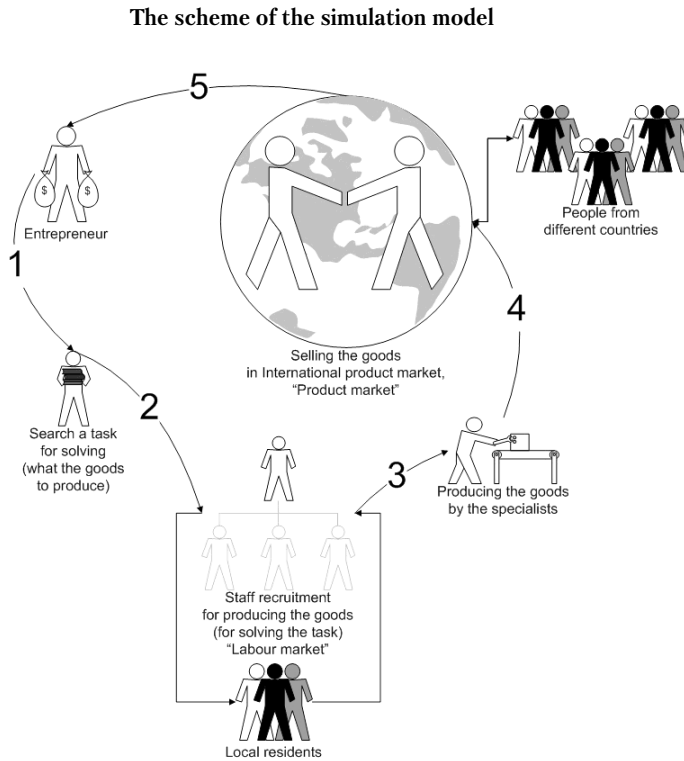 The scheme of the simulation model
5
$ $
Entrepreneur
People from
different countries
1
4
Selling the goods
in International product market,
“Product market”
2
Search a task
for solving
(what the goods
to produce)
3
Producing the goods
by the specialists
Staff recruitment
for producing the goods
(for solving the task)
“Labour market”
Local residents